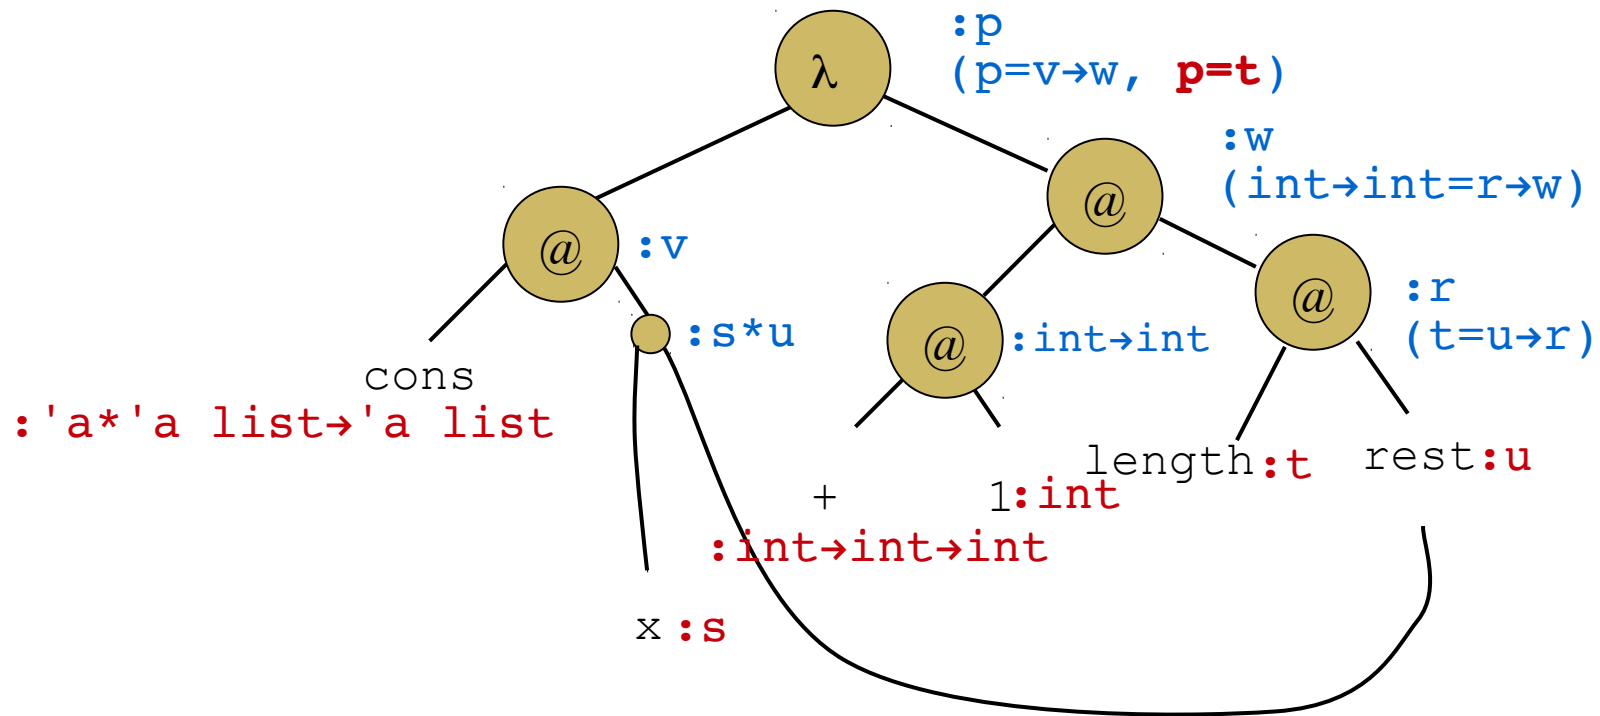 λ
:p
(p=v→w, p=t)
@
:w
(int→int=r→w)
@
:v
@
:r
(t=u→r)
:s*u
@
:int→int
cons
:'a*'a list→'a list
length:t
rest:u
+
1:int
:int→int→int
x:s